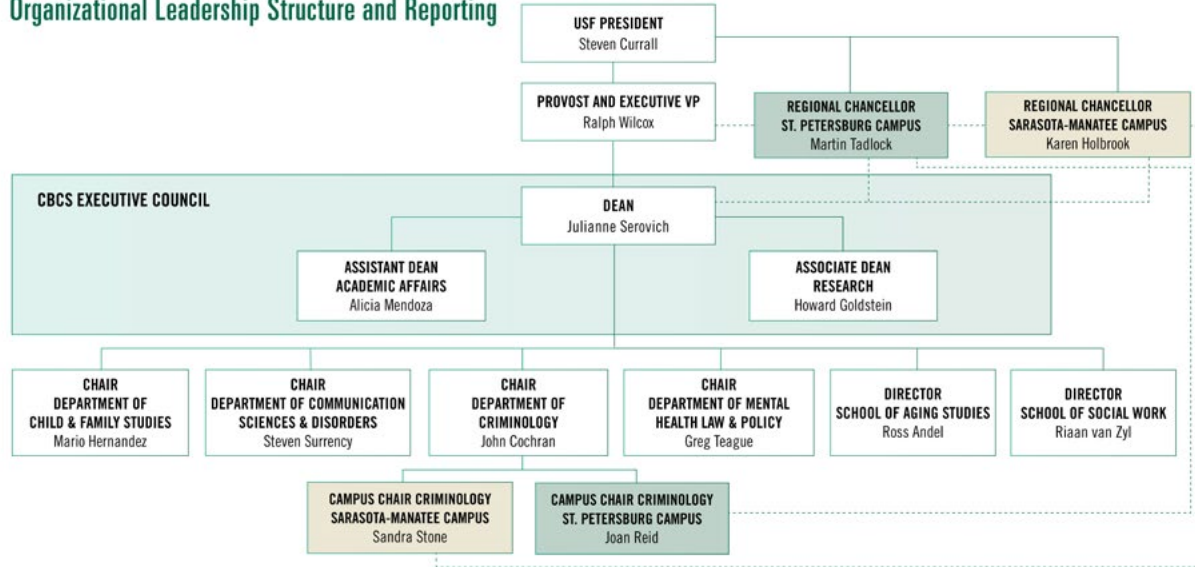 Organizational Leadership Structure and Reporting
USF PRESIDENT
Steven Currall
PROVOST AND EXECUTIVE VP
Ralph Wilcox
REGIONAL CHANCELLOR
ST. PETERSBURG CAMPUS
Martin Tadlock
REGIONAL CHANCELLOR
SARASOTA-MANATEE CAMPUS
Karen Holbrook
CBCS EXECUTIVE COUNCIL
DEAN
Julianne Serovich
ASSISTANT DEAN
ACADEMIC AFFAIRS
Alicia Mendoza
ASSOCIATE DEAN
RESEARCH
Howard Goldstein
CHAIR
DEPARTMENT OF
CHILD & FAMILY STUDIES
Mario Hernandez
CHAIR
DEPARTMENT OF COMMUNICATION
SCIENCES & DISORDERS
Steven Surrency
CHAIR
DEPARTMENT OF
CRIMINOLOGY
John Cochran
CHAIR
DEPARTMENT OF MENTAL
HEALTH LAW & POLICY
Greg Teague
DIRECTOR
SCHOOL OF AGING STUDIES
Ross Andel
DIRECTOR
SCHOOL OF SOCIAL WORK
Riaan van Zyl
CAMPUS CHAIR CRIMINOLOGY
SARASOTA-MANATEE CAMPUS
Sandra Stone
CAMPUS CHAIR CRIMINOLOGY
ST. PETERSBURG CAMPUS
Joan Reid